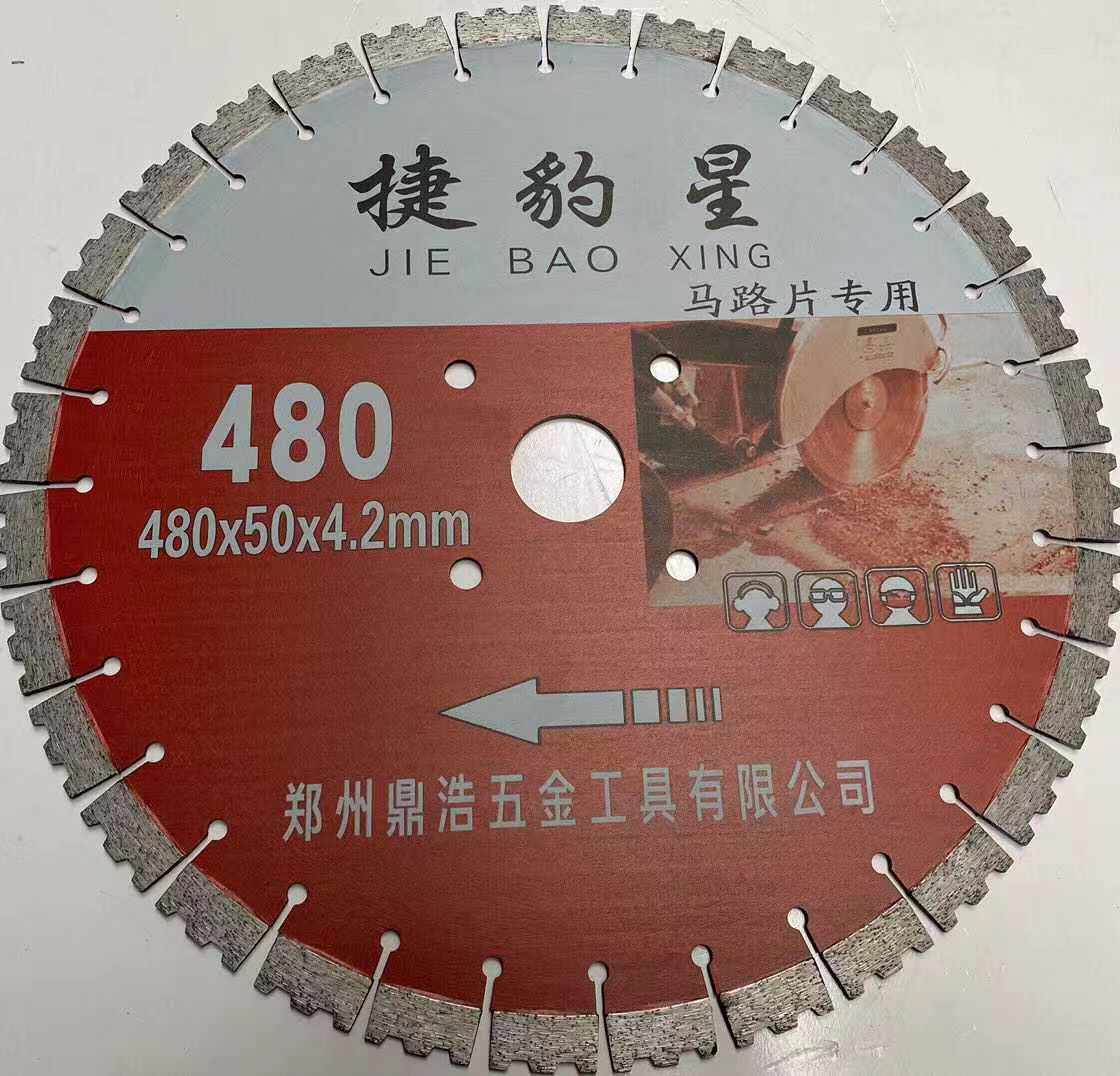 捷豹星
JIE BAO XING
马路片专用
480
480x50x4.2mm
郑州鼎浩五金工具有限公司